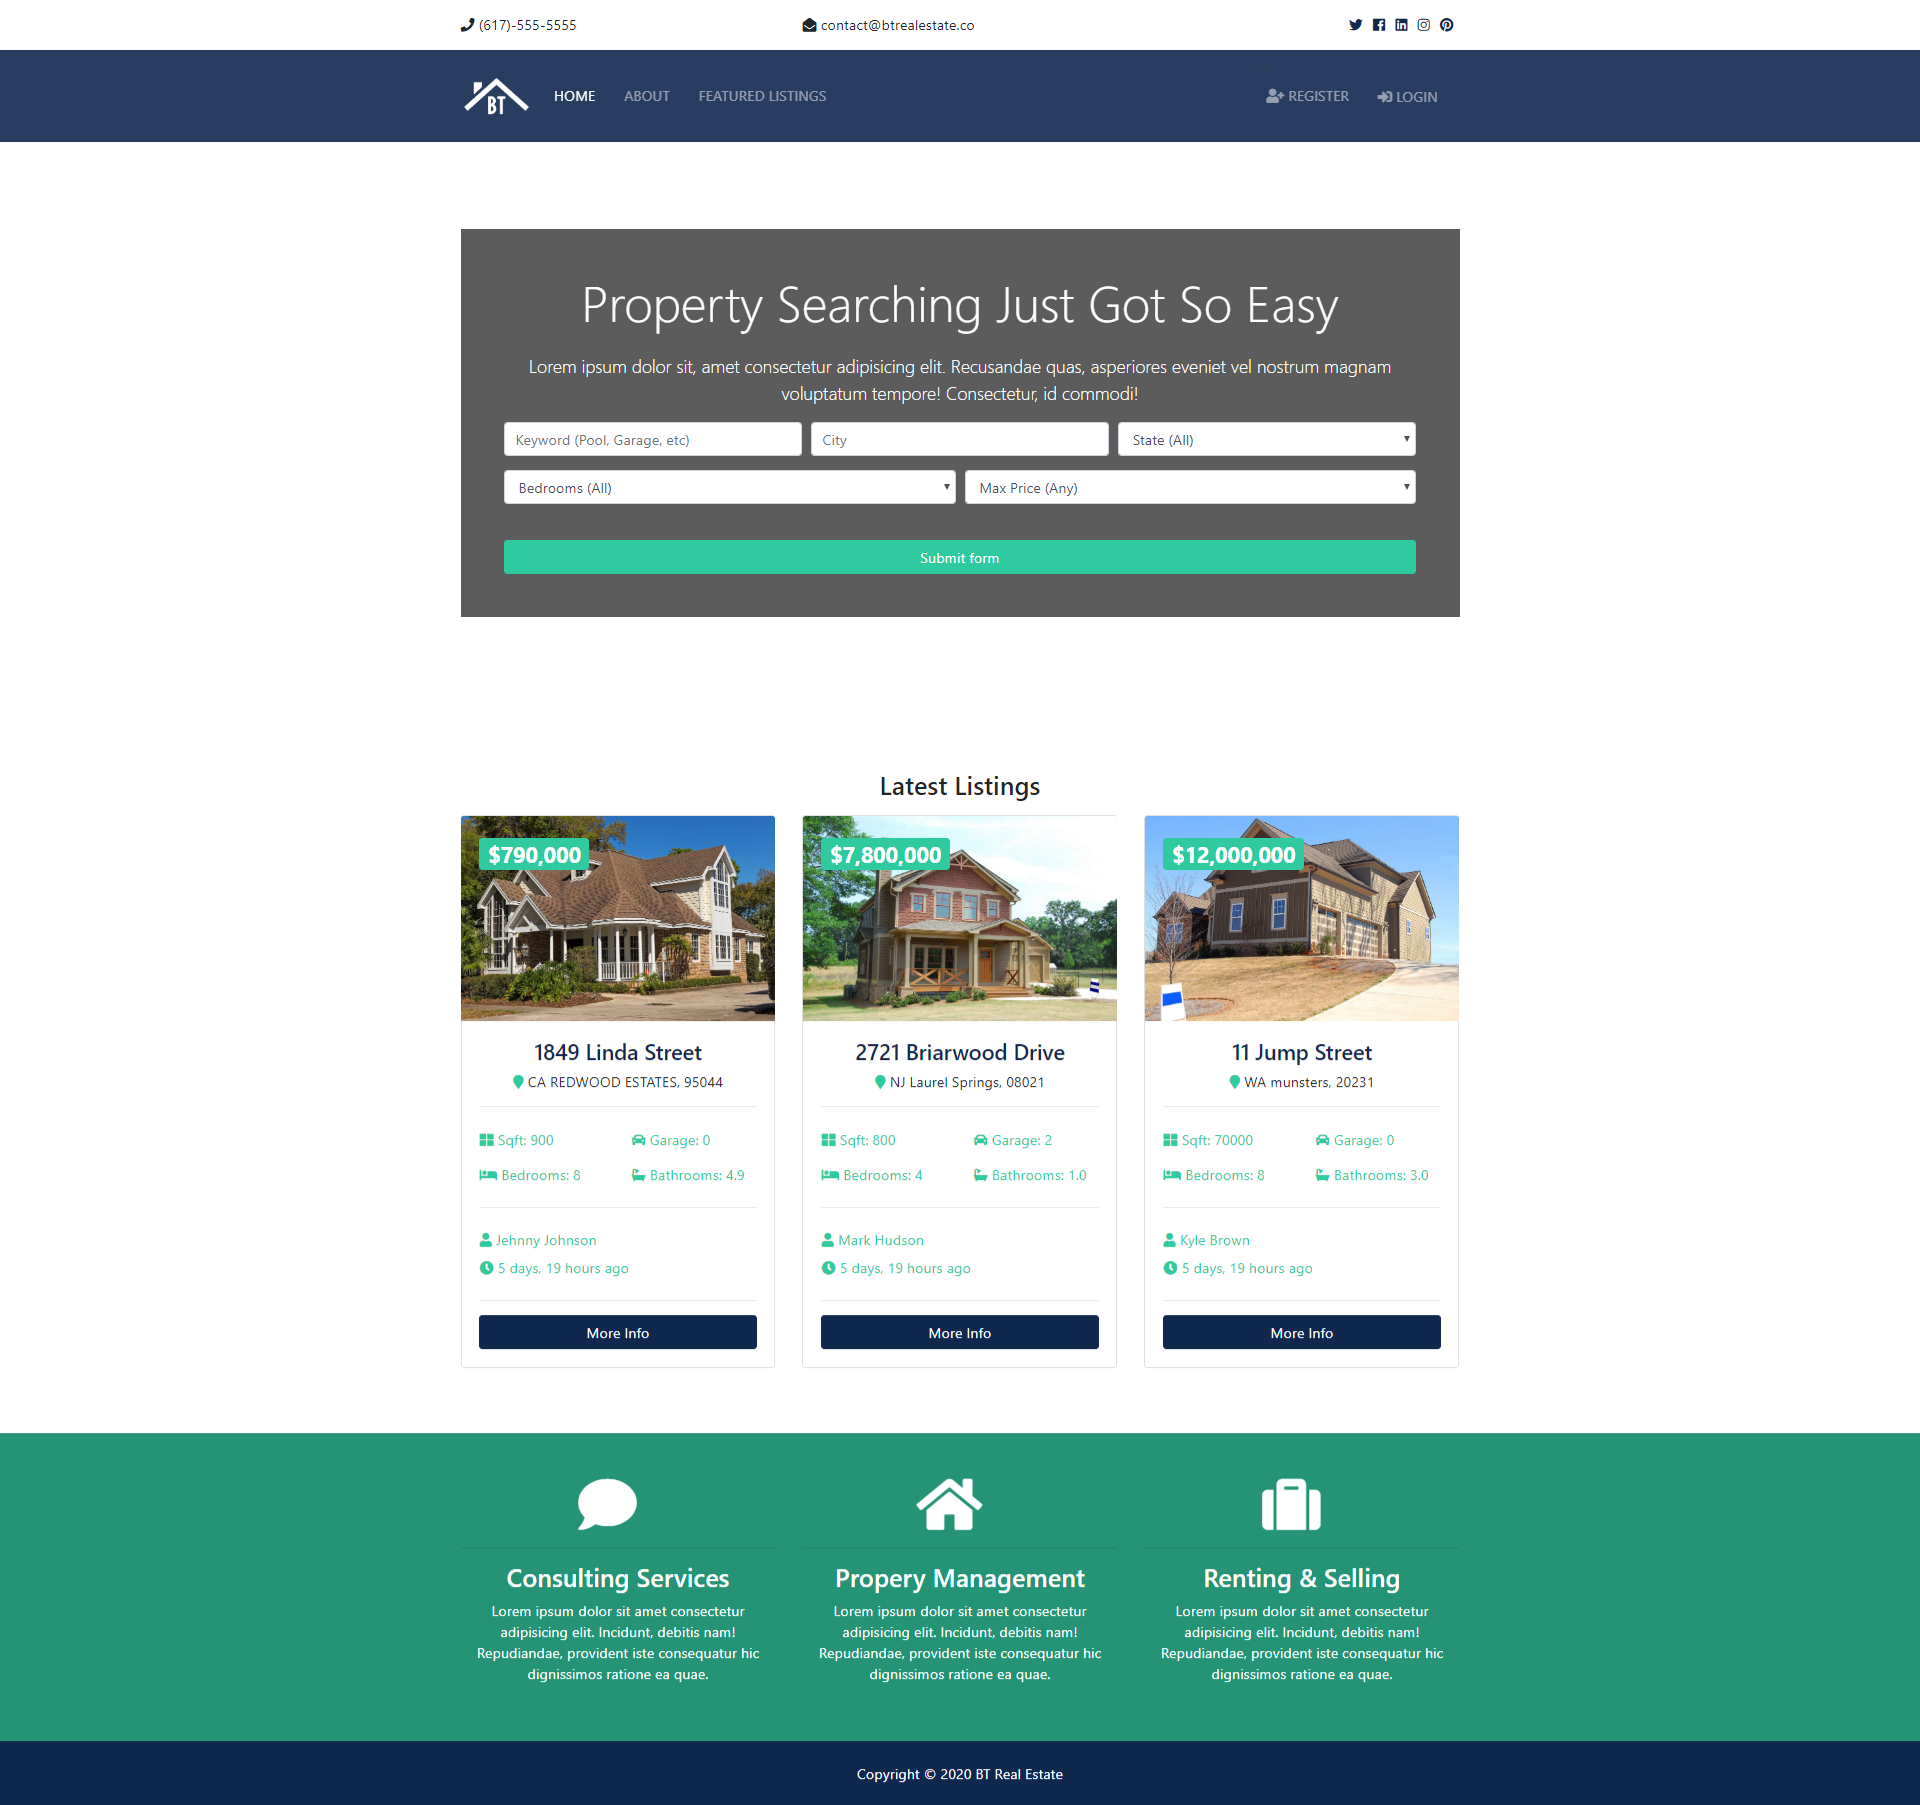 (617)-555-5555
contact@btrealestate.co
BT
HOME
ABOUT
FEATURED LISTINGS
REGISTER
LOGIN
Property Searching Just Got So Easy
Lorem ipsum dolor sit, amet consectetur adipisicing elit. Recusandae quas, asperiores eveniet vel nostrum magnam
voluptatum tempore! Consectetur, id commodi!
Keyword (Pool, Garage, etc)
City
State (All)
Bedrooms (All)
Max Price (Any)
Submit form
Latest Listings
$790,000
1849 Linda Street
CA REDWOOD ESTATES, 95044
Sqft: 900
Garage: 0
Bedrooms: 8
Bathrooms: 4.9
Jehnny Johnson
5 days, 19 hours ago
More Info
$7,800,000
2721 Briarwood Drive
NJ Laurel Springs, 08021
Sqft: 800
Garage: 2
Bedrooms: 4
Bathrooms: 1.0
Mark Hudson
5 days, 19 hours ago
More Info
$12,000,000
11 Jump Street
WA munsters, 20231
Sqft: 70000
Garage: 0
Bedrooms: 8
Bathrooms: 3.0
Kyle Brown
5 days, 19 hours ago
More Info
Consulting Services
Lorem ipsum dolor sit amet consectetur
adipisicing elit. Incidunt, debitis nam!
Repudiandae, provident iste consequatur hic
dignissimos ratione ea quae.
Propery Management
Lorem ipsum dolor sit amet consectetur
adipisicing elit. Incidunt, debitis nam!
Repudiandae, provident iste consequatur hic
dignissimos ratione ea quae.
Renting & Selling
Lorem ipsum dolor sit amet consectetur
adipisicing elit. Incidunt, debitis nam!
Repudiandae, provident iste consequatur hic
dignissimos ratione ea quae.
Copyright © 2020 BT Real Estate